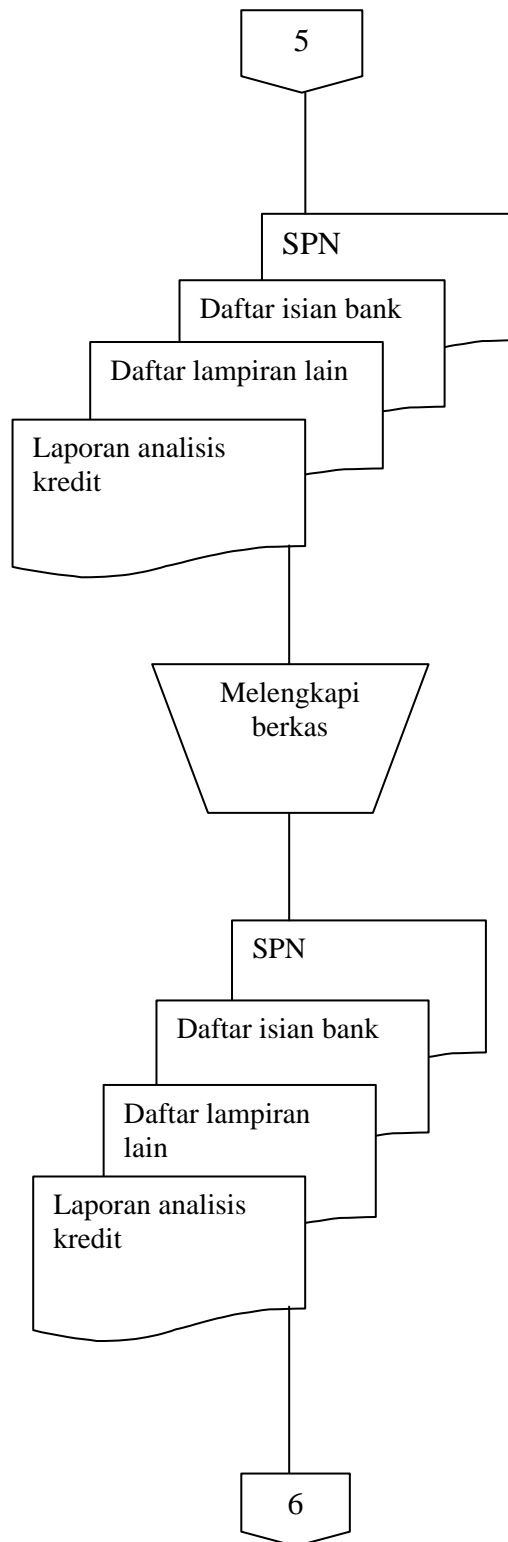 5
SPN
Daftar isian bank
Daftar lampiran lain
Laporan analisis
kredit
Melengkapi
berkas
SPN
Daftar isian bank
Daftar lampiran
lain
Laporan analisis
kredit
6